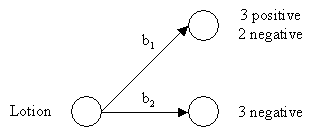 3 positive
2 negative
b₁
b₂
Lotion
3 negative